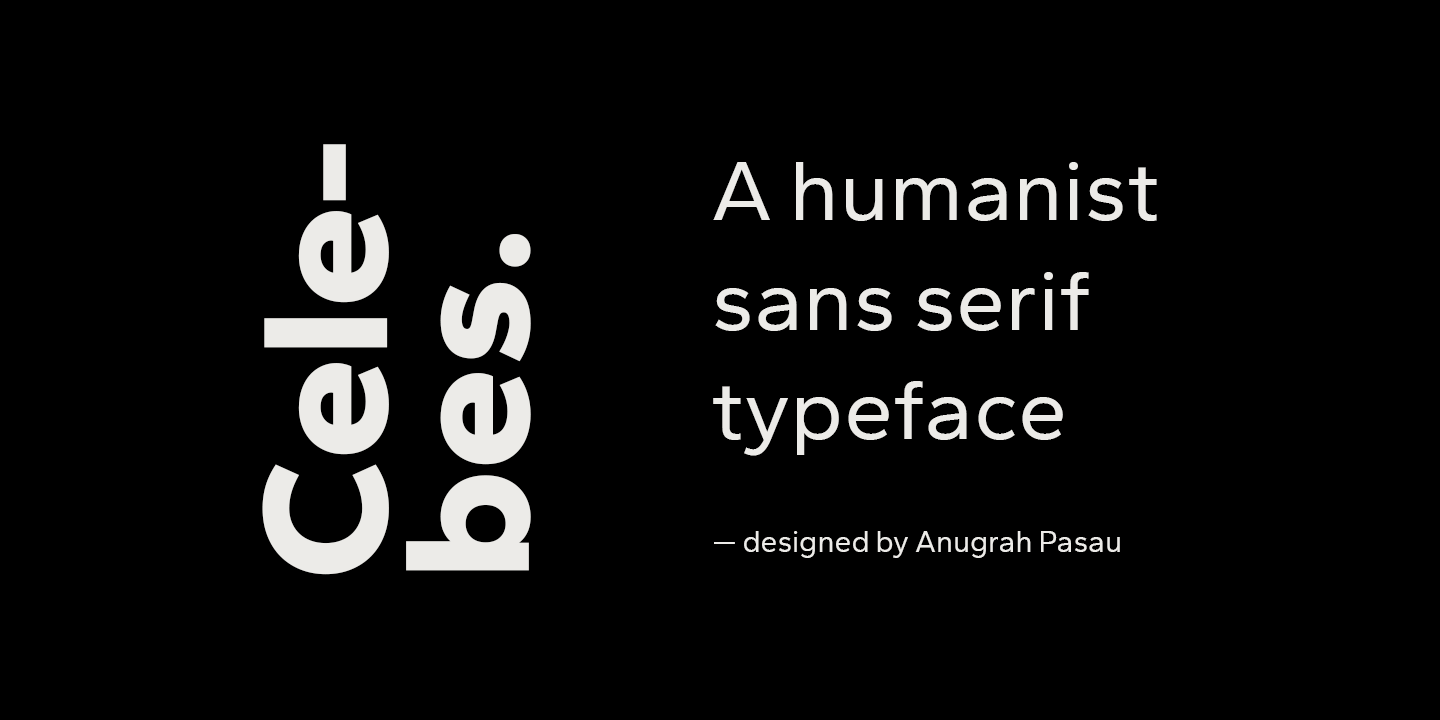 Cele-
bes.
A humanist
sans serif
typeface
— designed by Anugrah Pasau